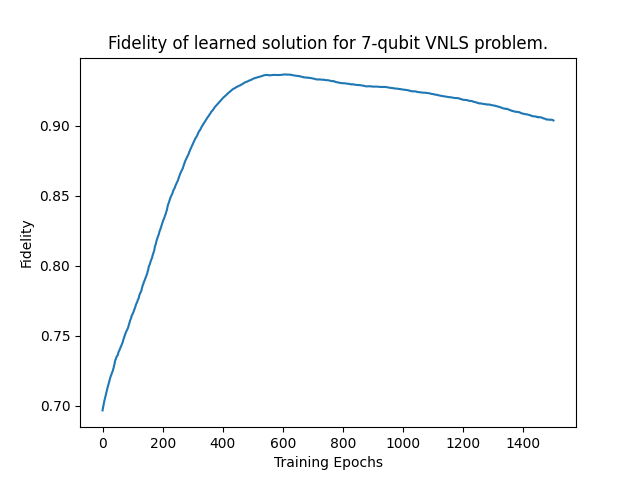 Fidelity of learned solution for 7-qubit VNLS problem.
0.90
0.85
0.80
0.75
0.70
Fidelity
0 200 400 600 800 1000 1200 1400
Training Epochs